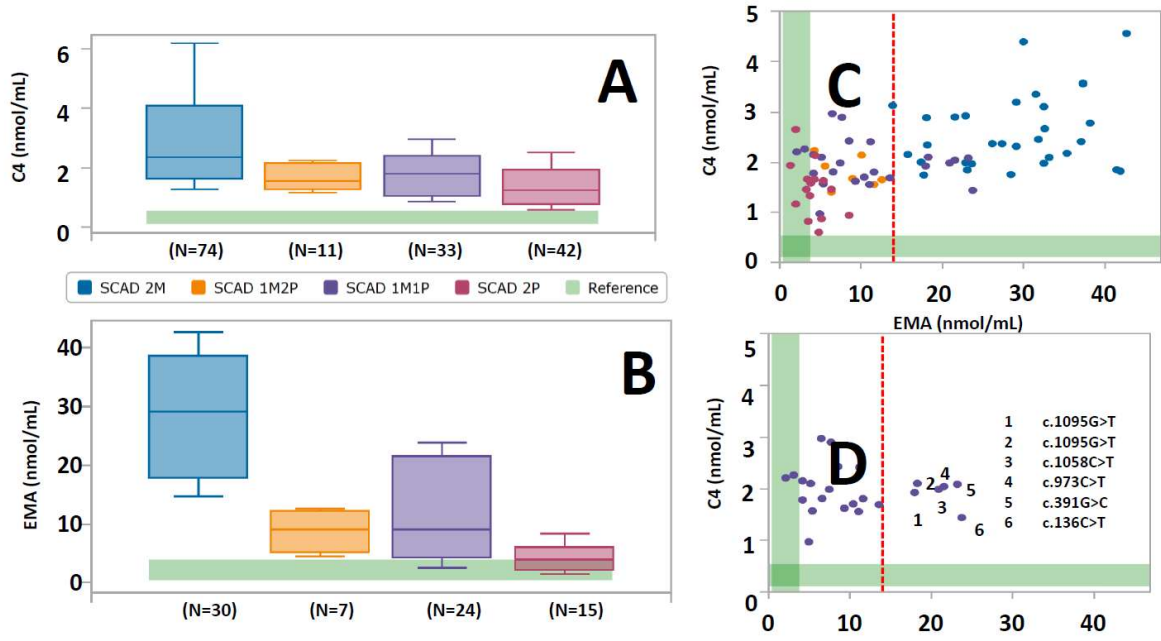 A
C4 (nmol/mL)
6
4
2
0
(N=74) (N=11) (N=33) (N=42)
SCAD 2M SCAD 1M2P SCAD 1M1P SCAD 2P Reference
B
EMA (nmol/mL)
40
30
20
10
0
(N=30) (N=7) (N=24) (N=15)
C
C4 (nmol/mL)
5
4
3
2
1
0
0 10 20 30 40
EMA (nmol/mL)
D
C4 (nmol/mL)
5
4
3
2
1
0
1 c.1095G>T
2 c.1095G>T
3 c.1058C>T
4 c.973C>T
5 c.391G>C
6 c.136C>T
4
2
5
3
1
6
0 10 20 30 40